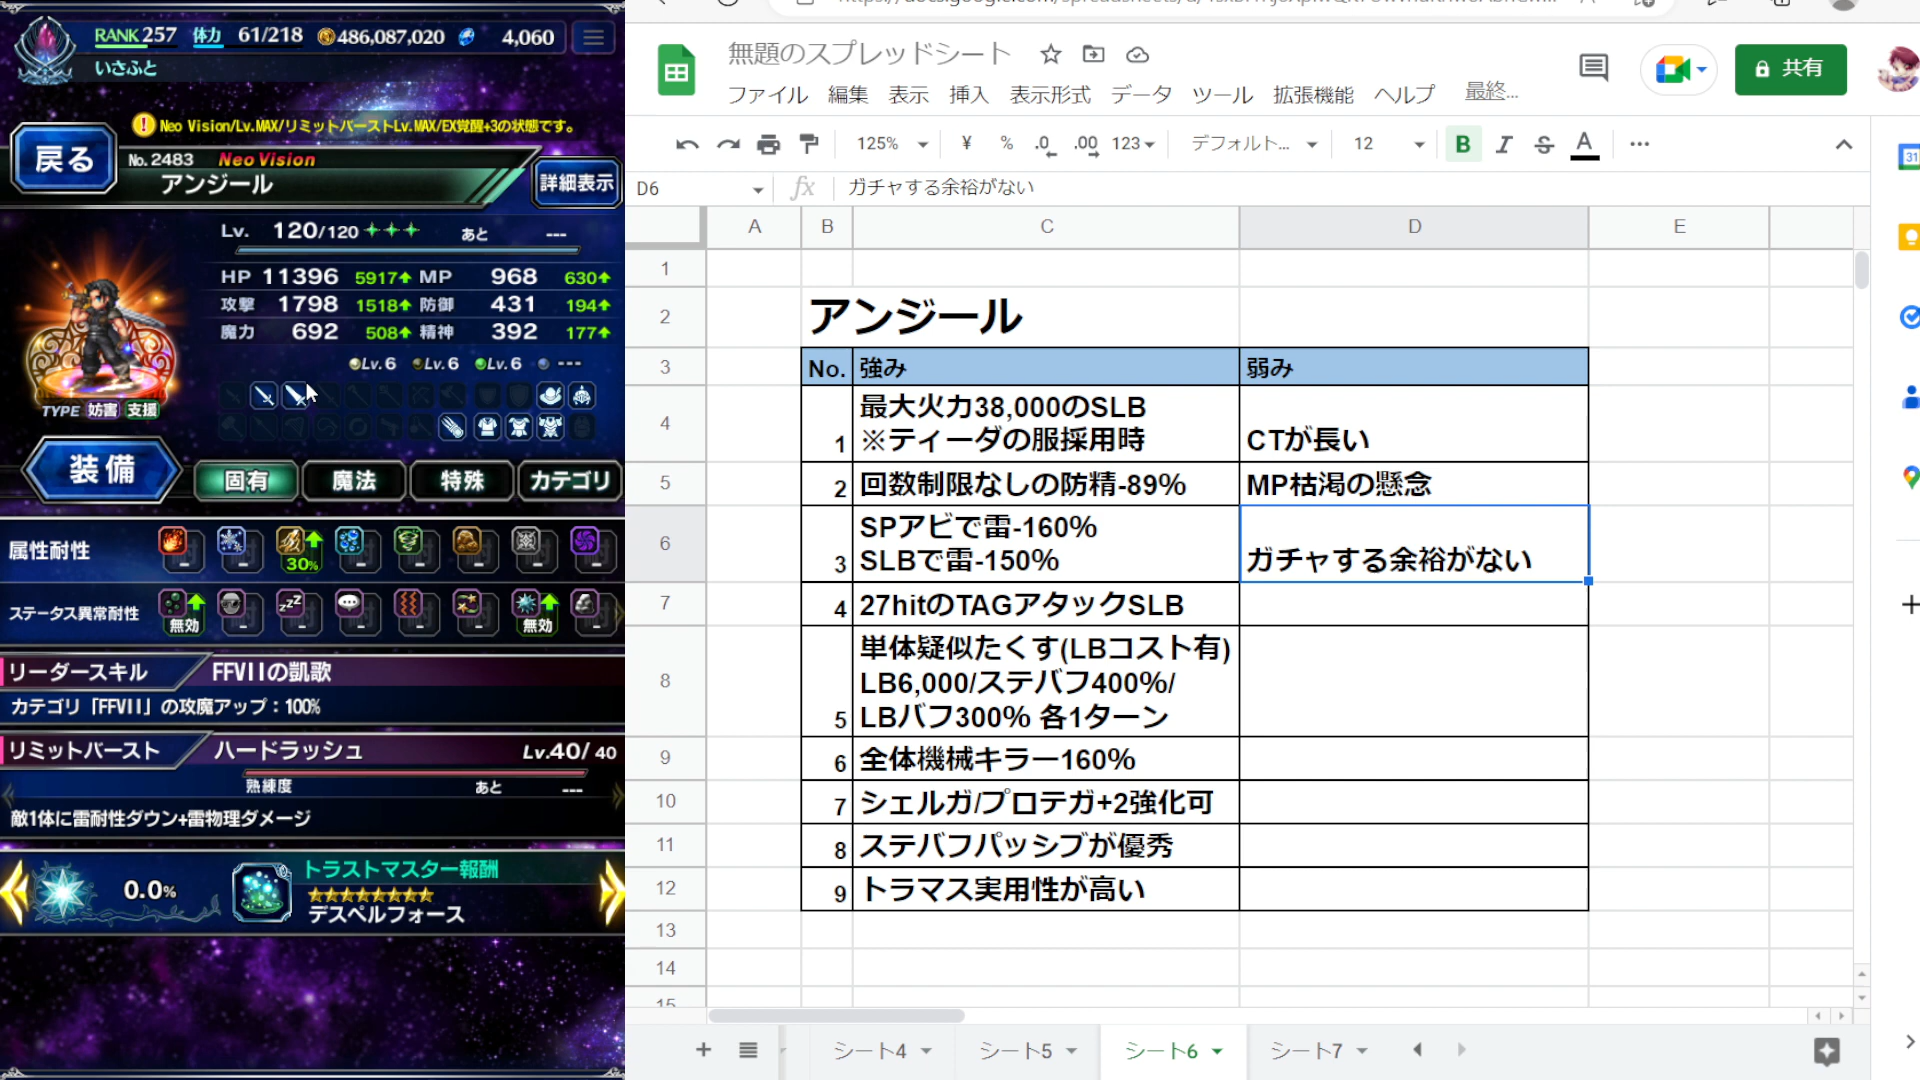 RANK 257 体力 61/218 486,087,020 4,060
いさふと
Neo Vision/Lv.MAX/リミットバーストLv.MAX/EX覚醒+3の状態です。
戻る
No. 2483 Neo Vision
アンジール
詳細表示
Lv. 120/120 あと ---
HP 11396 5917 MP 968 630
攻撃 1798 1518 防御 431 194
魔力 692 508 精神 392 177
Lv.6 Lv.6 Lv.6 ---
TYPE 妨害 支援
装備
固有 魔法 特殊 カテゴリ
属性耐性 - - 30% - - - - -
ステータス異常耐性 無効 - - - - - 無効 -
リーダースキル FFVIIの凱歌
カテゴリ「FFVII」の攻魔アップ:100%
リミットバースト ハードラッシュ Lv.40/ 40
熟練度 あと ---
敵1体に雷耐性ダウン+雷物理ダメージ
0.0%
トラストマスター報酬
★★★★★★★★
デスペルフォース
無題のスプレッドシート
共有
ファイル 編集 表示 挿入 表示形式 データ ツール 拡張機能 ヘルプ 最終...
125% ¥ % .0 .00 123 デフォルト... 12 B I S A
D6 fx ガチャする余裕がない
A B C D E
1
2 アンジール
3 No. 強み 弱み
4 1 最大火力38,000のSLB
※ティーダの服採用時 CTが長い
5 2 回数制限なしの防精-89% MP枯渇の懸念
6 3 SPアビで雷-160%
SLBで雷-150% ガチャする余裕がない
7 4 27hitのTAGアタックSLB
8 5 単体疑似たくす(LBコスト有)
LB6,000/ステバフ400%/
LBバフ300% 各1ターン
9 6 全体機械キラー160%
10 7 シェルガ/プロテガ+2強化可
11 8 ステバフパッシブが優秀
12 9 トラマス実用性が高い
13
14
15
シート4 シート5 シート6 シート7
31